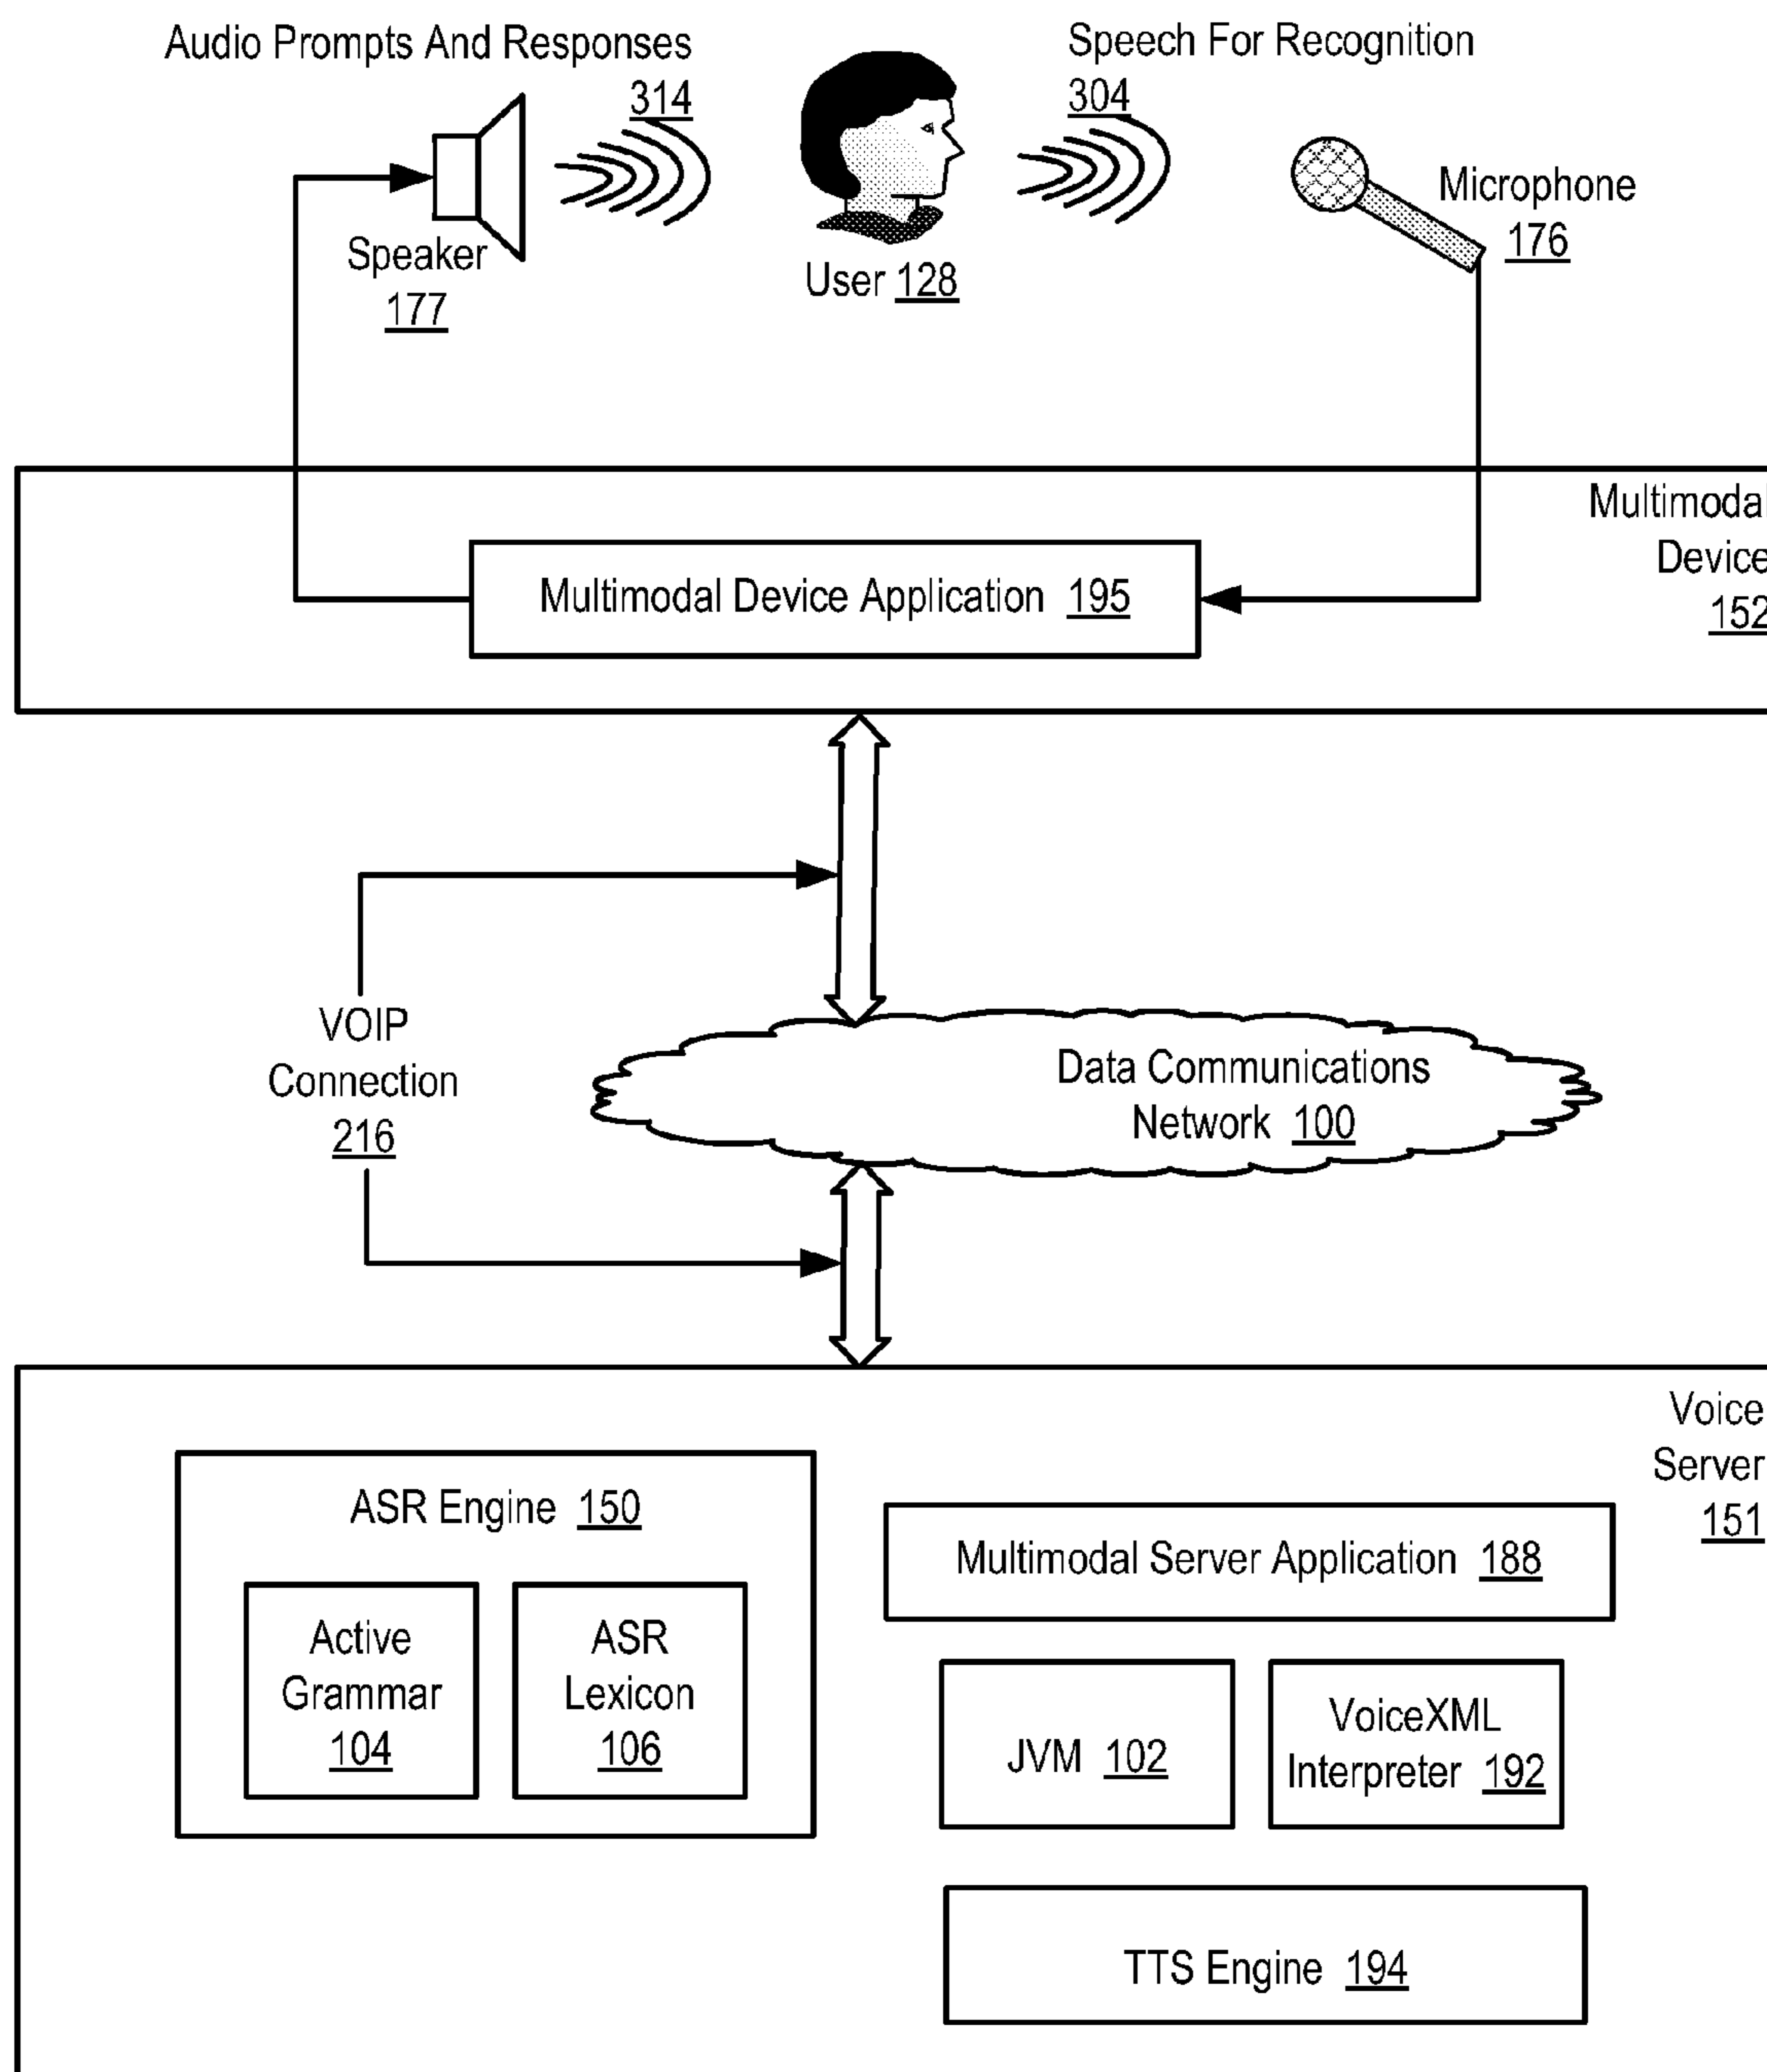 Audio Prompts And Responses
314
Speech For Recognition
304
Speaker
177
User 128
Microphone
176
Multimodal
Device
152
Multimodal Device Application 195
VOIP
Connection
216
Data Communications
Network 100
Voice
Server
151
ASR Engine 150
Active
Grammar
104
ASR
Lexicon
106
Multimodal Server Application 188
JVM 102
VoiceXML
Interpreter 192
TTS Engine 194